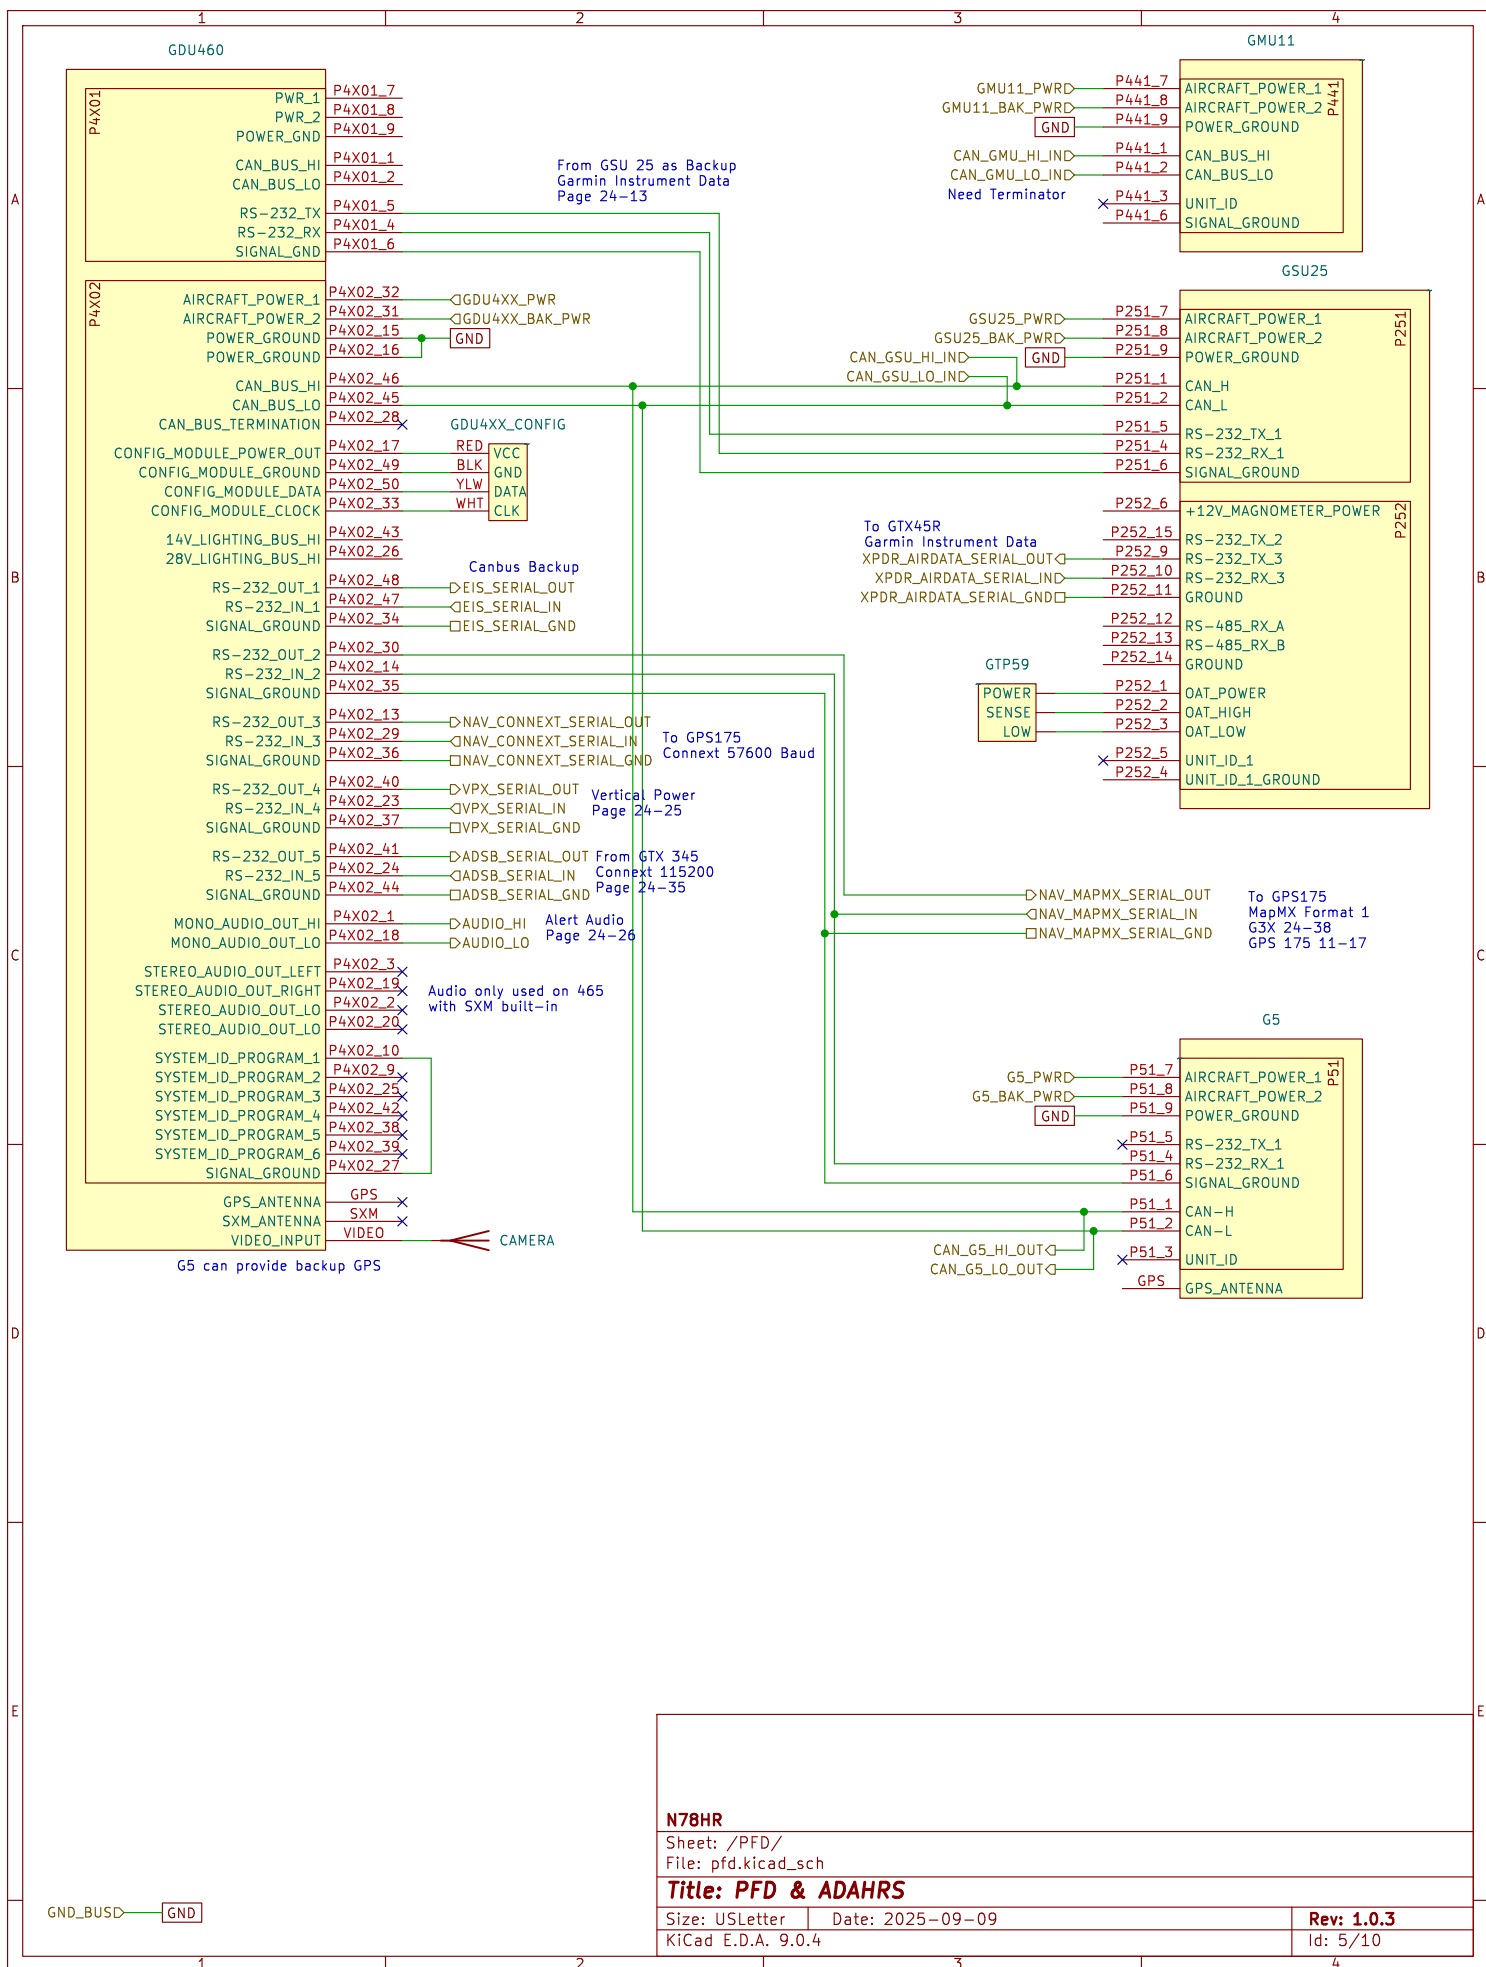 1 2 3 4
GDU460
P4X01
PWR_1 P4X01_7
PWR_2 P4X01_8
POWER_GND P4X01_9
CAN_BUS_HI P4X01_1
CAN_BUS_LO P4X01_2
RS-232_TX P4X01_5
RS-232_RX P4X01_4
SIGNAL_GND P4X01_6
From GSU 25 as Backup
Garmin Instrument Data
Page 24-13
P4X02
AIRCRAFT_POWER_1 P4X02_32 GDU4XX_PWR
AIRCRAFT_POWER_2 P4X02_31 GDU4XX_BAK_PWR
POWER_GROUND P4X02_15 GND
POWER_GROUND P4X02_16
CAN_BUS_HI P4X02_46
CAN_BUS_LO P4X02_45
CAN_BUS_TERMINATION P4X02_28
GDU4XX_CONFIG
CONFIG_MODULE_POWER_OUT P4X02_17 RED VCC
CONFIG_MODULE_GROUND P4X02_49 BLK GND
CONFIG_MODULE_DATA P4X02_50 YLW DATA
CONFIG_MODULE_CLOCK P4X02_33 WHT CLK
14V_LIGHTING_BUS_HI P4X02_43
28V_LIGHTING_BUS_HI P4X02_26
Canbus Backup
RS-232_OUT_1 P4X02_48 EIS_SERIAL_OUT
RS-232_IN_1 P4X02_47 EIS_SERIAL_IN
SIGNAL_GROUND P4X02_34 EIS_SERIAL_GND
RS-232_OUT_2 P4X02_30
RS-232_IN_2 P4X02_14
SIGNAL_GROUND P4X02_35
RS-232_OUT_3 P4X02_13 NAV_CONNEXT_SERIAL_OUT
RS-232_IN_3 P4X02_29 NAV_CONNEXT_SERIAL_IN
SIGNAL_GROUND P4X02_36 NAV_CONNEXT_SERIAL_GND
To GPS175
Connext 57600 Baud
RS-232_OUT_4 P4X02_40 VPX_SERIAL_OUT
RS-232_IN_4 P4X02_23 VPX_SERIAL_IN
SIGNAL_GROUND P4X02_37 VPX_SERIAL_GND
Vertical Power
Page 24-25
RS-232_OUT_5 P4X02_41 ADSB_SERIAL_OUT
RS-232_IN_5 P4X02_24 ADSB_SERIAL_IN
SIGNAL_GROUND P4X02_44 ADSB_SERIAL_GND
From GTX 345
Connext 115200
Page 24-35
MONO_AUDIO_OUT_HI P4X02_1 AUDIO_HI
MONO_AUDIO_OUT_LO P4X02_18 AUDIO_LO
Alert Audio
Page 24-26
STEREO_AUDIO_OUT_LEFT P4X02_3
STEREO_AUDIO_OUT_RIGHT P4X02_19
STEREO_AUDIO_OUT_LO P4X02_2
STEREO_AUDIO_OUT_LO P4X02_20
Audio only used on 465
with SXM built-in
SYSTEM_ID_PROGRAM_1 P4X02_10
SYSTEM_ID_PROGRAM_2 P4X02_9
SYSTEM_ID_PROGRAM_3 P4X02_25
SYSTEM_ID_PROGRAM_4 P4X02_42
SYSTEM_ID_PROGRAM_5 P4X02_38
SYSTEM_ID_PROGRAM_6 P4X02_39
SIGNAL_GROUND P4X02_27
GPS_ANTENNA GPS
SXM_ANTENNA SXM
VIDEO_INPUT VIDEO CAMERA
G5 can provide backup GPS
GMU11
P441
GMU11_PWR P441_7 AIRCRAFT_POWER_1
GMU11_BAK_PWR P441_8 AIRCRAFT_POWER_2
GND P441_9 POWER_GROUND
CAN_GMU_HI_IN P441_1 CAN_BUS_HI
CAN_GMU_LO_IN P441_2 CAN_BUS_LO
Need Terminator
P441_3 UNIT_ID
P441_6 SIGNAL_GROUND
GSU25
P251
GSU25_PWR P251_7 AIRCRAFT_POWER_1
GSU25_BAK_PWR P251_8 AIRCRAFT_POWER_2
CAN_GSU_HI_IN GND P251_9 POWER_GROUND
CAN_GSU_LO_IN
P251_1 CAN_H
P251_2 CAN_L
P251_5 RS-232_TX_1
P251_4 RS-232_RX_1
P251_6 SIGNAL_GROUND
P252
P252_6 +12V_MAGNOMETER_POWER
To GTX45R
Garmin Instrument Data
P252_15 RS-232_TX_2
XPDR_AIRDATA_SERIAL_OUT P252_9 RS-232_TX_3
XPDR_AIRDATA_SERIAL_IN P252_10 RS-232_RX_3
XPDR_AIRDATA_SERIAL_GND P252_11 GROUND
P252_12 RS-485_RX_A
P252_13 RS-485_RX_B
P252_14 GROUND
GTP59
POWER P252_1 OAT_POWER
SENSE P252_2 OAT_HIGH
LOW P252_3 OAT_LOW
P252_5 UNIT_ID_1
P252_4 UNIT_ID_1_GROUND
NAV_MAPMX_SERIAL_OUT
NAV_MAPMX_SERIAL_IN
NAV_MAPMX_SERIAL_GND
To GPS175
MapMX Format 1
G3X 24-38
GPS 175 11-17
G5
P51
G5_PWR P51_7 AIRCRAFT_POWER_1
G5_BAK_PWR P51_8 AIRCRAFT_POWER_2
GND P51_9 POWER_GROUND
P51_5 RS-232_TX_1
P51_4 RS-232_RX_1
P51_6 SIGNAL_GROUND
P51_1 CAN-H
P51_2 CAN-L
CAN_G5_HI_OUT
CAN_G5_LO_OUT
P51_3 UNIT_ID
GPS GPS_ANTENNA
A A
B B
C C
D D
E E
GND_BUS GND
N78HR
Sheet: /PFD/
File: pfd.kicad_sch
Title: PFD & ADAHRS
Size: USLetter Date: 2025-09-09 Rev: 1.0.3
KiCad E.D.A. 9.0.4 Id: 5/10
1 2 3 4